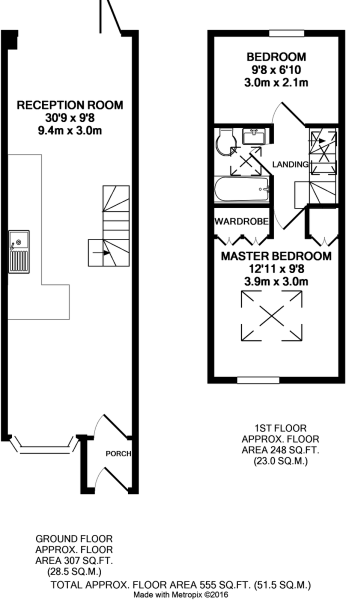 RECEPTION ROOM
30'9 x 9'8
9.4m x 3.0m
PORCH
GROUND FLOOR
APPROX. FLOOR
AREA 307 SQ.FT.
(28.5 SQ.M.)
BEDROOM
9'8 x 6'10
3.0m x 2.1m
LANDING
WARDROBE
MASTER BEDROOM
12'11 x 9'8
3.9m x 3.0m
1ST FLOOR
APPROX. FLOOR
AREA 248 SQ.FT.
(23.0 SQ.M.)
TOTAL APPROX. FLOOR AREA 555 SQ.FT. (51.5 SQ.M.)
Made with Metropix ©2016